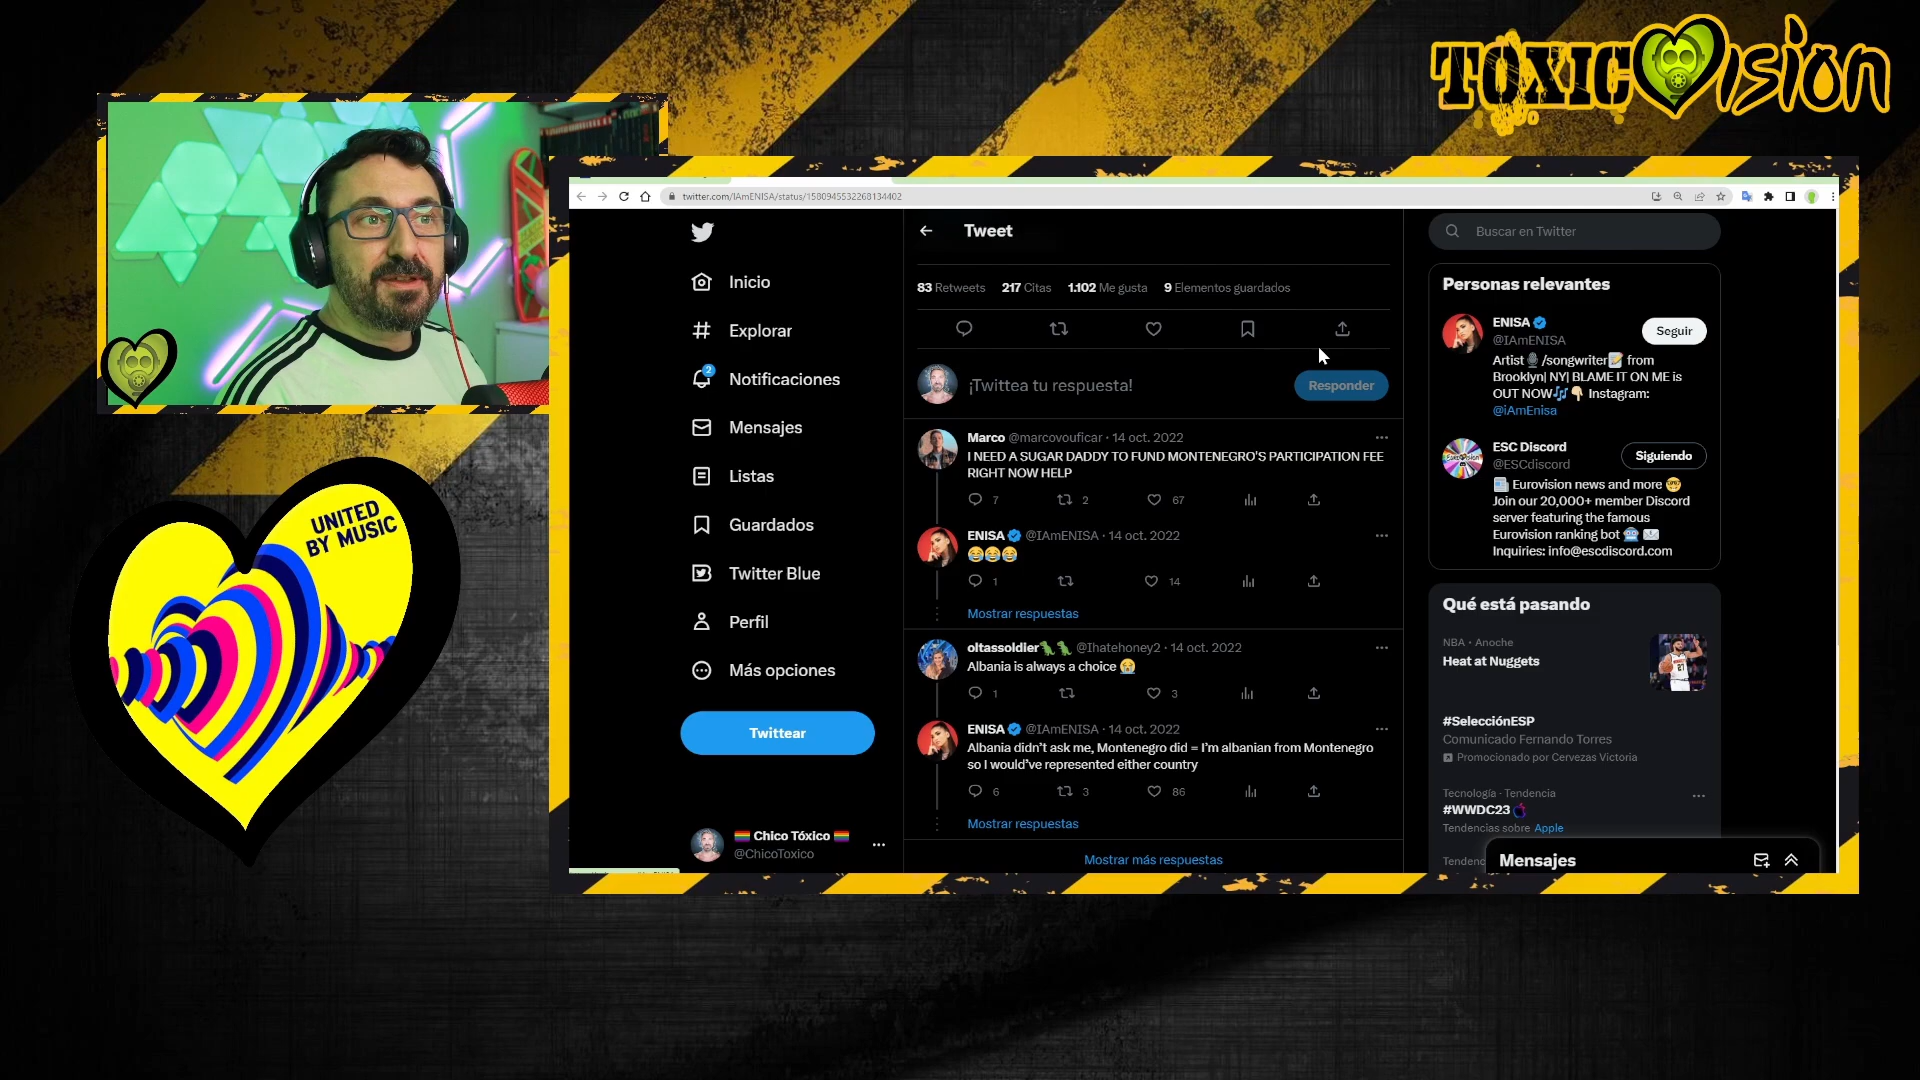 TOXICVision
UNITED
BY MUSIC
twitter.com/IAmENISA/status/1580945532268134402
Inicio
Explorar
2
Notificaciones
Mensajes
Listas
Guardados
Twitter Blue
Perfil
Más opciones
Twittear
Chico Tóxico
@ChicoToxico
Tweet
83 Retweets 217 Citas 1.102 Me gusta 9 Elementos guardados
¡Twittea tu respuesta!
Responder
Marco @marcovouficar · 14 oct. 2022
I NEED A SUGAR DADDY TO FUND MONTENEGRO'S PARTICIPATION FEE
RIGHT NOW HELP
7 2 67
ENISA @IAmENISA · 14 oct. 2022
😂😂😂
1 14
Mostrar respuestas
oltassoldier🦖🦖 @Ihatehoney2 · 14 oct. 2022
Albania is always a choice 😭
1 3
ENISA @IAmENISA · 14 oct. 2022
Albania didn't ask me, Montenegro did = I'm albanian from Montenegro
so I would've represented either country
6 3 86
Mostrar respuestas
Mostrar más respuestas
Buscar en Twitter
Personas relevantes
ENISA
@IAmENISA
Seguir
Artist🎙️/songwriter📝 from
Brooklyn| NY| BLAME IT ON ME is
OUT NOW🎶👇🏼 Instagram:
@iAmEnisa
ESC Discord
@ESCdiscord
Siguiendo
📰 Eurovision news and more 🤓
Join our 20,000+ member Discord
server featuring the famous
Eurovision ranking bot 🤖 ✉️
Inquiries: info@escdiscord.com
Qué está pasando
NBA · Anoche
Heat at Nuggets
#SelecciónESP
Comunicado Fernando Torres
Promocionado por Cervezas Victoria
Tecnología · Tendencia
#WWDC23
Tendencias sobre Apple
Mensajes